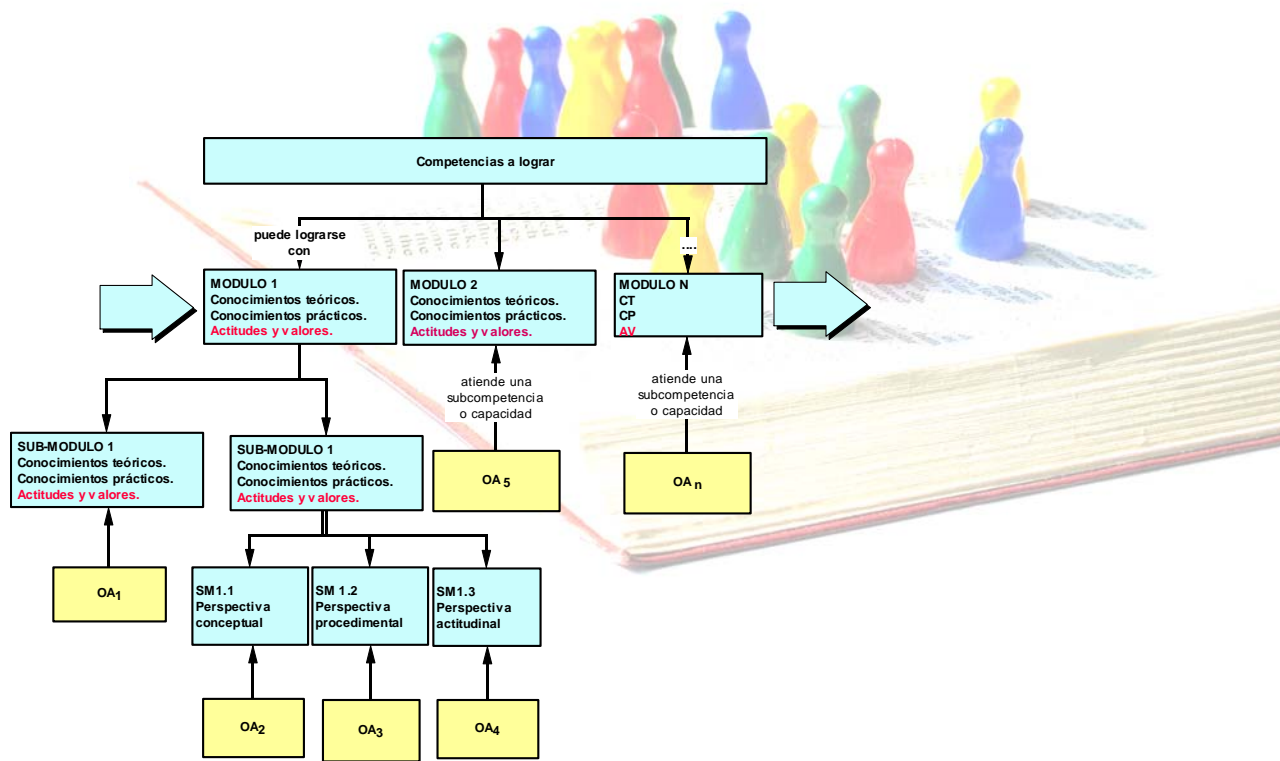 Competencias a lograr
puede lograrse
con
....
MODULO 1
Conocimientos teóricos.
Conocimientos prácticos.
Actitudes y valores.
MODULO 2
Conocimientos teóricos.
Conocimientos prácticos.
Actitudes y valores.
MODULO N
CT
CP
AV
atiende una
subcompetencia
o capacidad
atiende una
subcompetencia
o capacidad
SUB-MODULO 1
Conocimientos teóricos.
Conocimientos prácticos.
Actitudes y valores.
SUB-MODULO 1
Conocimientos teóricos.
Conocimientos prácticos.
Actitudes y valores.
OA 5
OA n
OA1
SM1.1
Perspectiva
conceptual
SM 1.2
Perspectiva
procedimental
SM1.3
Perspectiva
actitudinal
OA2
OA3
OA4